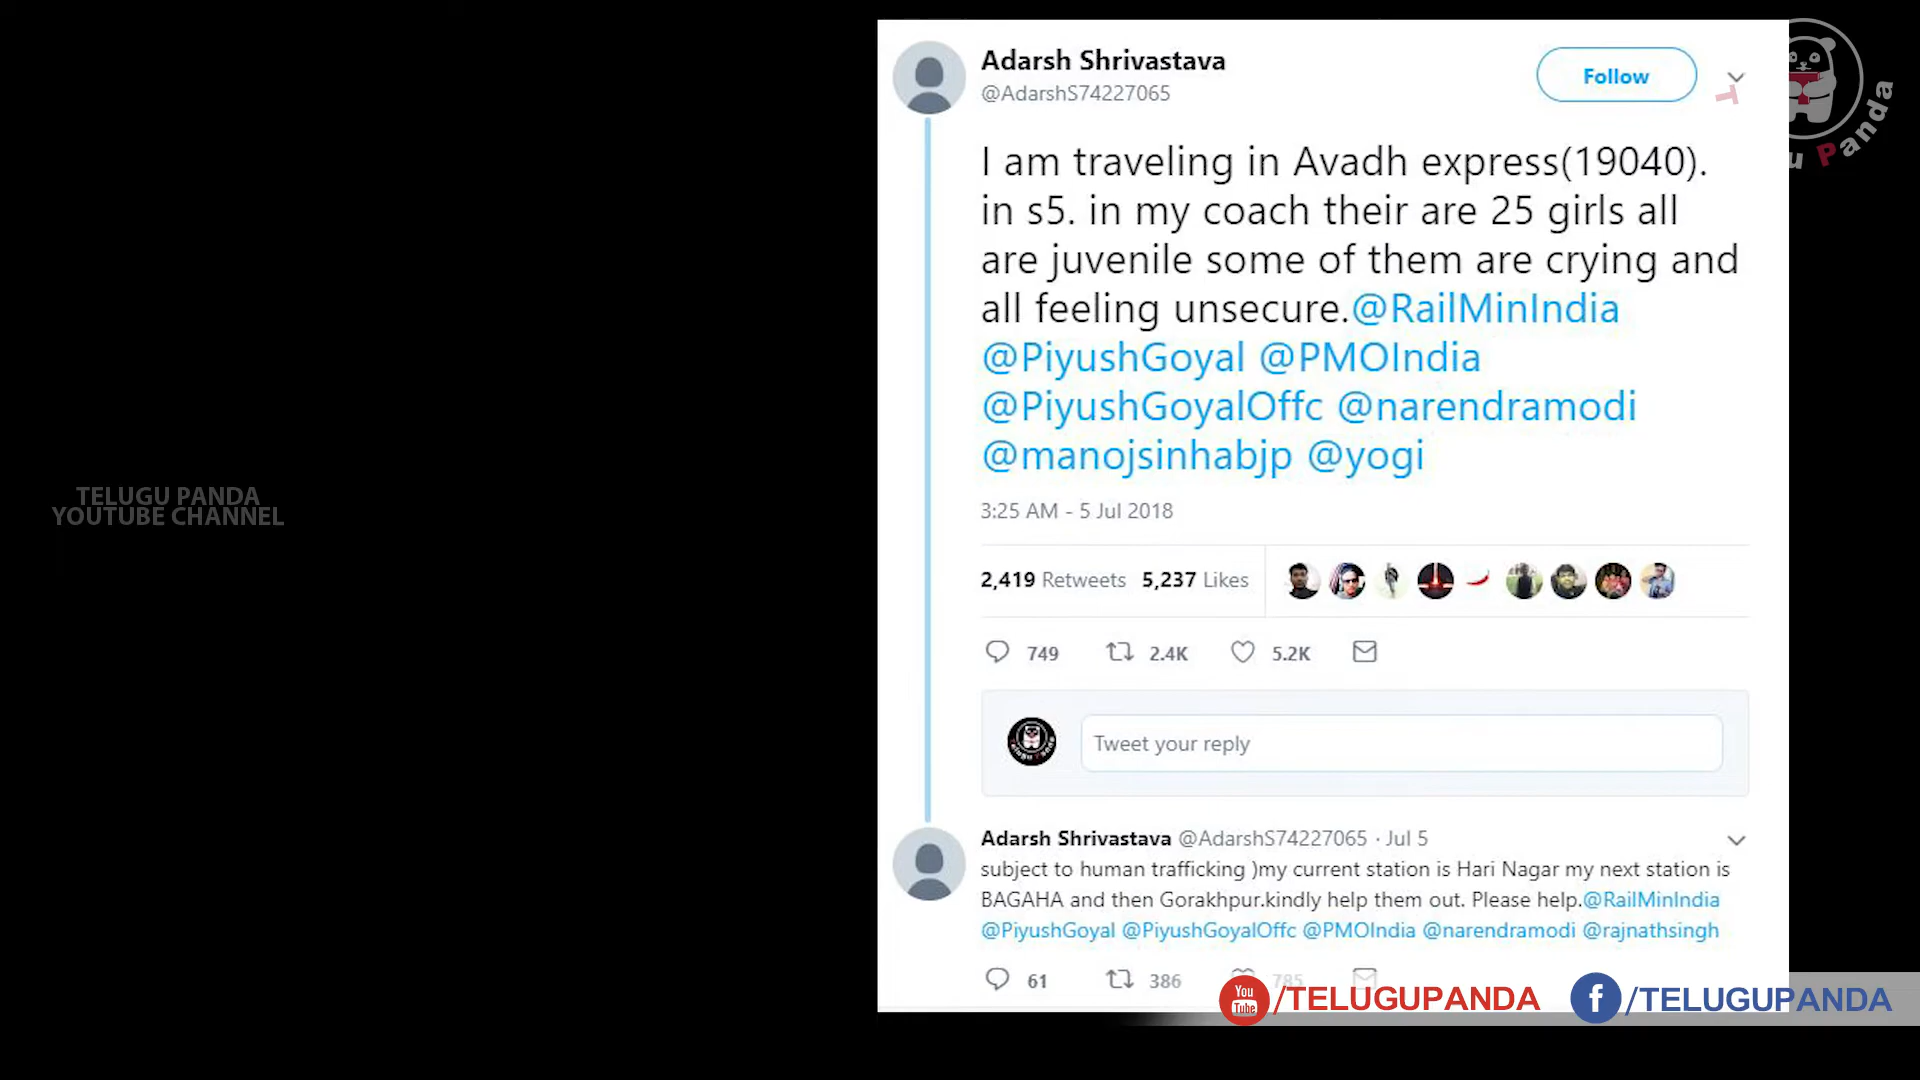 Adarsh Shrivastava
@AdarshS74227065
Follow
I am traveling in Avadh express(19040).
in s5. in my coach their are 25 girls all
are juvenile some of them are crying and
all feeling unsecure.@RailMinIndia
@PiyushGoyal @PMOIndia
@PiyushGoyalOffc @narendramodi
@manojsinhabjp @yogi
3:25 AM - 5 Jul 2018
2,419 Retweets 5,237 Likes
749 2.4K 5.2K
Tweet your reply
Adarsh Shrivastava @AdarshS74227065 · Jul 5
subject to human trafficking )my current station is Hari Nagar my next station is
BAGAHA and then Gorakhpur.kindly help them out. Please help.@RailMinIndia
@PiyushGoyal @PiyushGoyalOffc @PMOIndia @narendramodi @rajnathsingh
61 386 785
TELUGU PANDA
YOUTUBE CHANNEL
You Tube /TELUGUPANDA f /TELUGUPANDA
Panda